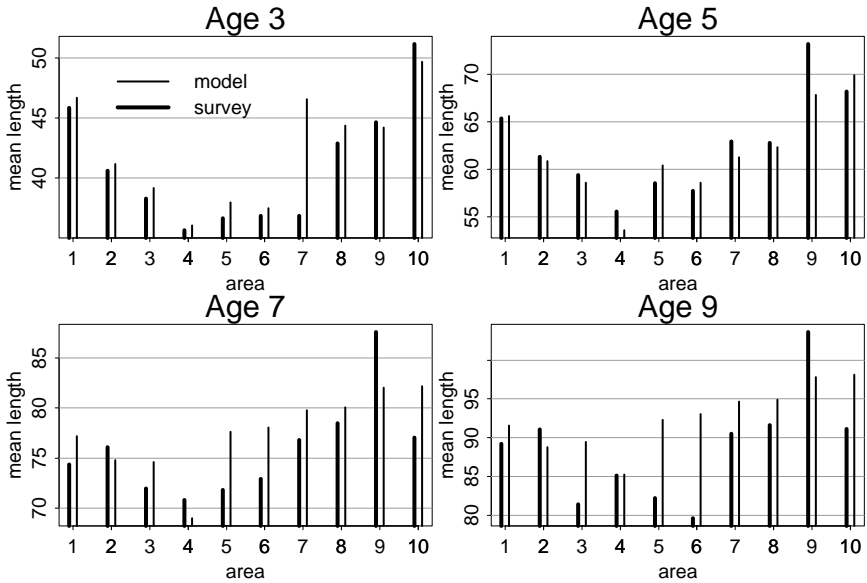 Age 3
mean length
50
45
40
model
survey
1 2 3 4 5 6 7 8 9 10
area
Age 5
mean length
70
65
60
55
1 2 3 4 5 6 7 8 9 10
area
Age 7
mean length
85
80
75
70
1 2 3 4 5 6 7 8 9 10
area
Age 9
mean length
95
90
85
80
1 2 3 4 5 6 7 8 9 10
area